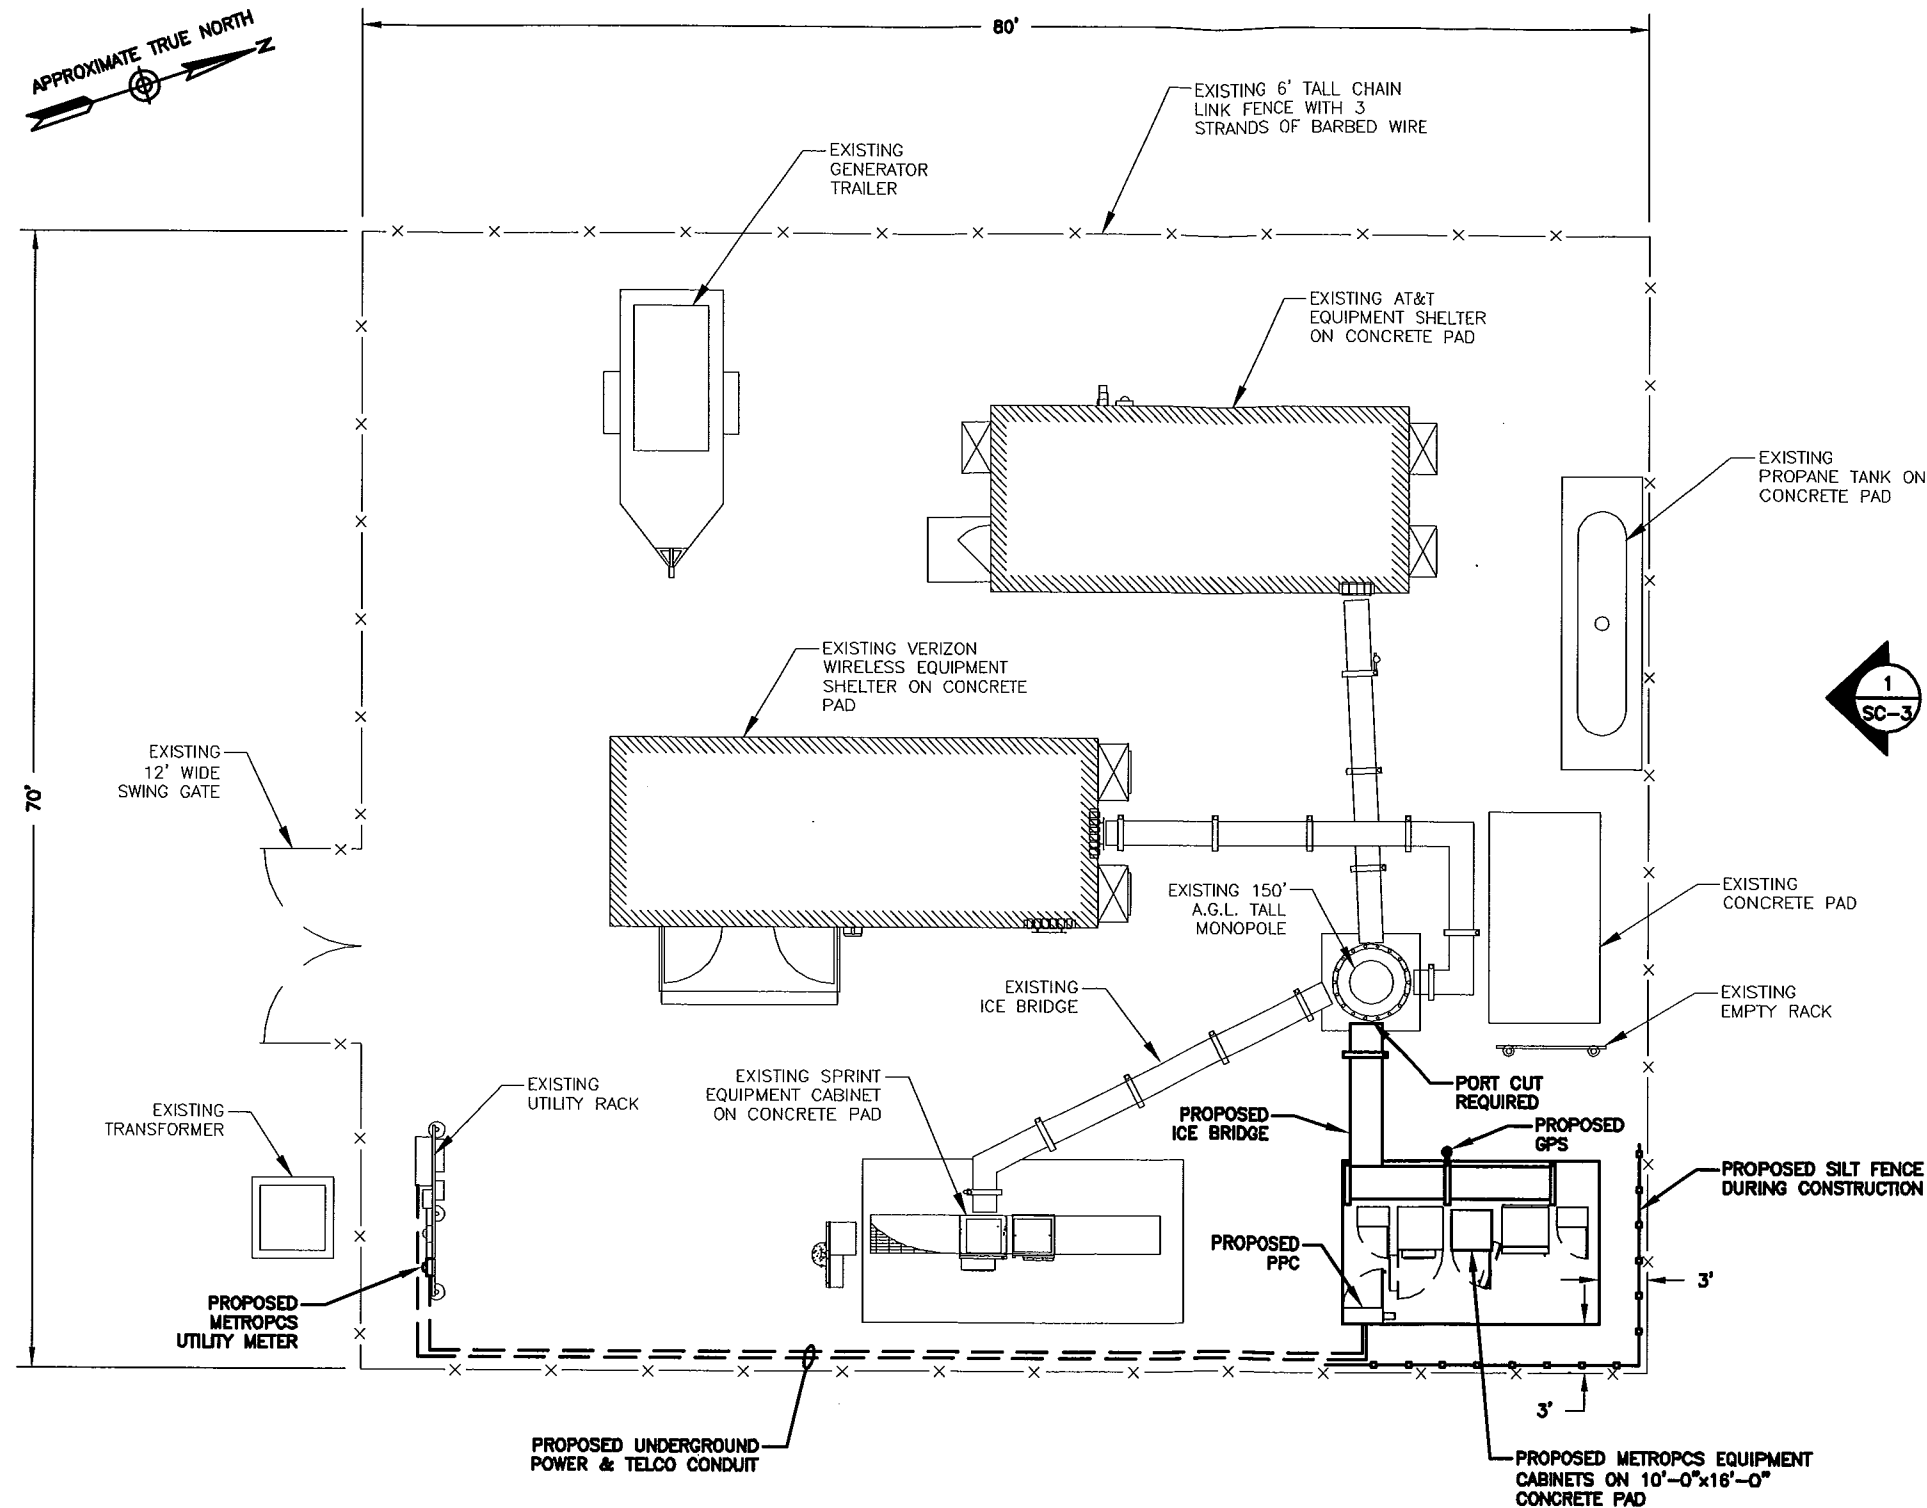 APPROXIMATE TRUE NORTH
N
80'
EXISTING 6' TALL CHAIN
LINK FENCE WITH 3
STRANDS OF BARBED WIRE
EXISTING
GENERATOR
TRAILER
EXISTING AT&T
EQUIPMENT SHELTER
ON CONCRETE PAD
EXISTING
PROPANE TANK ON
CONCRETE PAD
EXISTING VERIZON
WIRELESS EQUIPMENT
SHELTER ON CONCRETE
PAD
1
SC-3
EXISTING
12' WIDE
SWING GATE
70'
EXISTING 150'
A.G.L. TALL
MONOPOLE
EXISTING
CONCRETE PAD
EXISTING
ICE BRIDGE
EXISTING
EMPTY RACK
EXISTING SPRINT
EQUIPMENT CABINET
ON CONCRETE PAD
EXISTING
UTILITY RACK
EXISTING
TRANSFORMER
PORT CUT
REQUIRED
PROPOSED
ICE BRIDGE
PROPOSED
GPS
PROPOSED SILT FENCE
DURING CONSTRUCTION
PROPOSED
PPC
3'
PROPOSED
METROPCS
UTILITY METER
3'
PROPOSED UNDERGROUND
POWER & TELCO CONDUIT
PROPOSED METROPCS EQUIPMENT
CABINETS ON 10'-0"x16'-0"
CONCRETE PAD